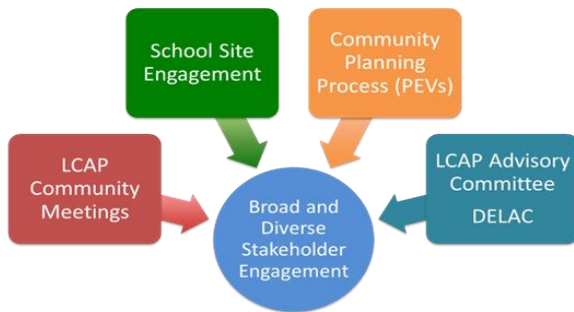 School Site
Engagement
Community
Planning
Process (PEVs)
LCAP
Community
Meetings
LCAP Advisory
Committee
DELAC
Broad and
Diverse
Stakeholder
Engagement